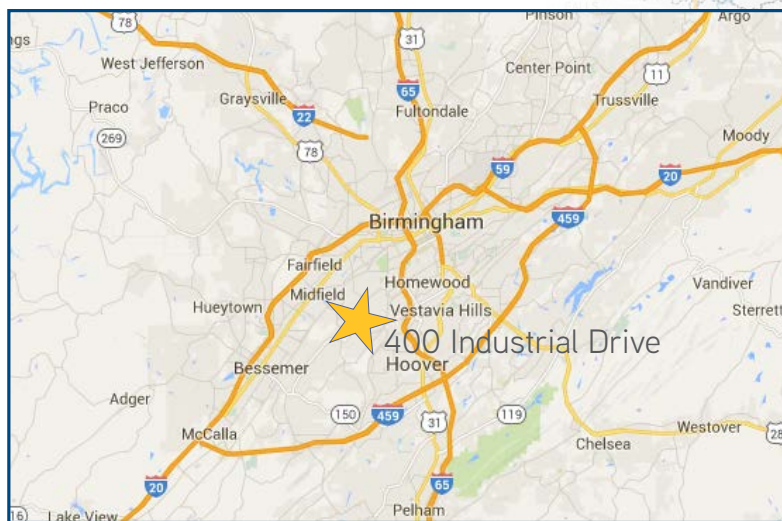 78
Pinson
Argo
ngs
31
West Jefferson
Center Point
11
65
Graysville
Praco
Fultondale
Trussville
22
269
78
Moody
59
20
Birmingham
459
Fairfield
Homewood
Midfield
Vandiver
Hueytown
Vestavia Hills
Sterrett
400 Industrial Drive
Bessemer
Hoover
Adger
150
459
31
119
McCalla
Westover
28
Chelsea
20
65
16
Lake View
Pelham